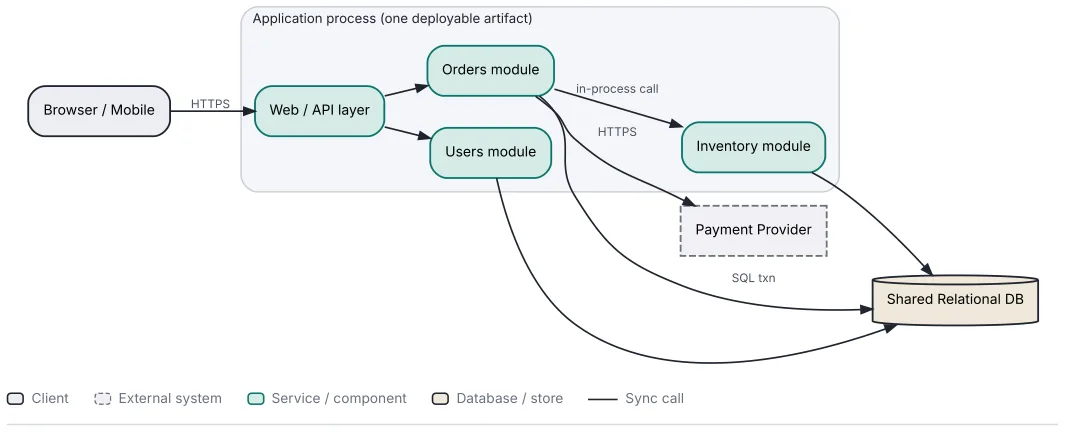 Application process (one deployable artifact)
Orders module
in-process call
Browser / Mobile
HTTPS
Web / API layer
HTTPS
Users module
Inventory module
Payment Provider
SQL txn
Shared Relational DB
Client
External system
Service / component
Database / store
Sync call